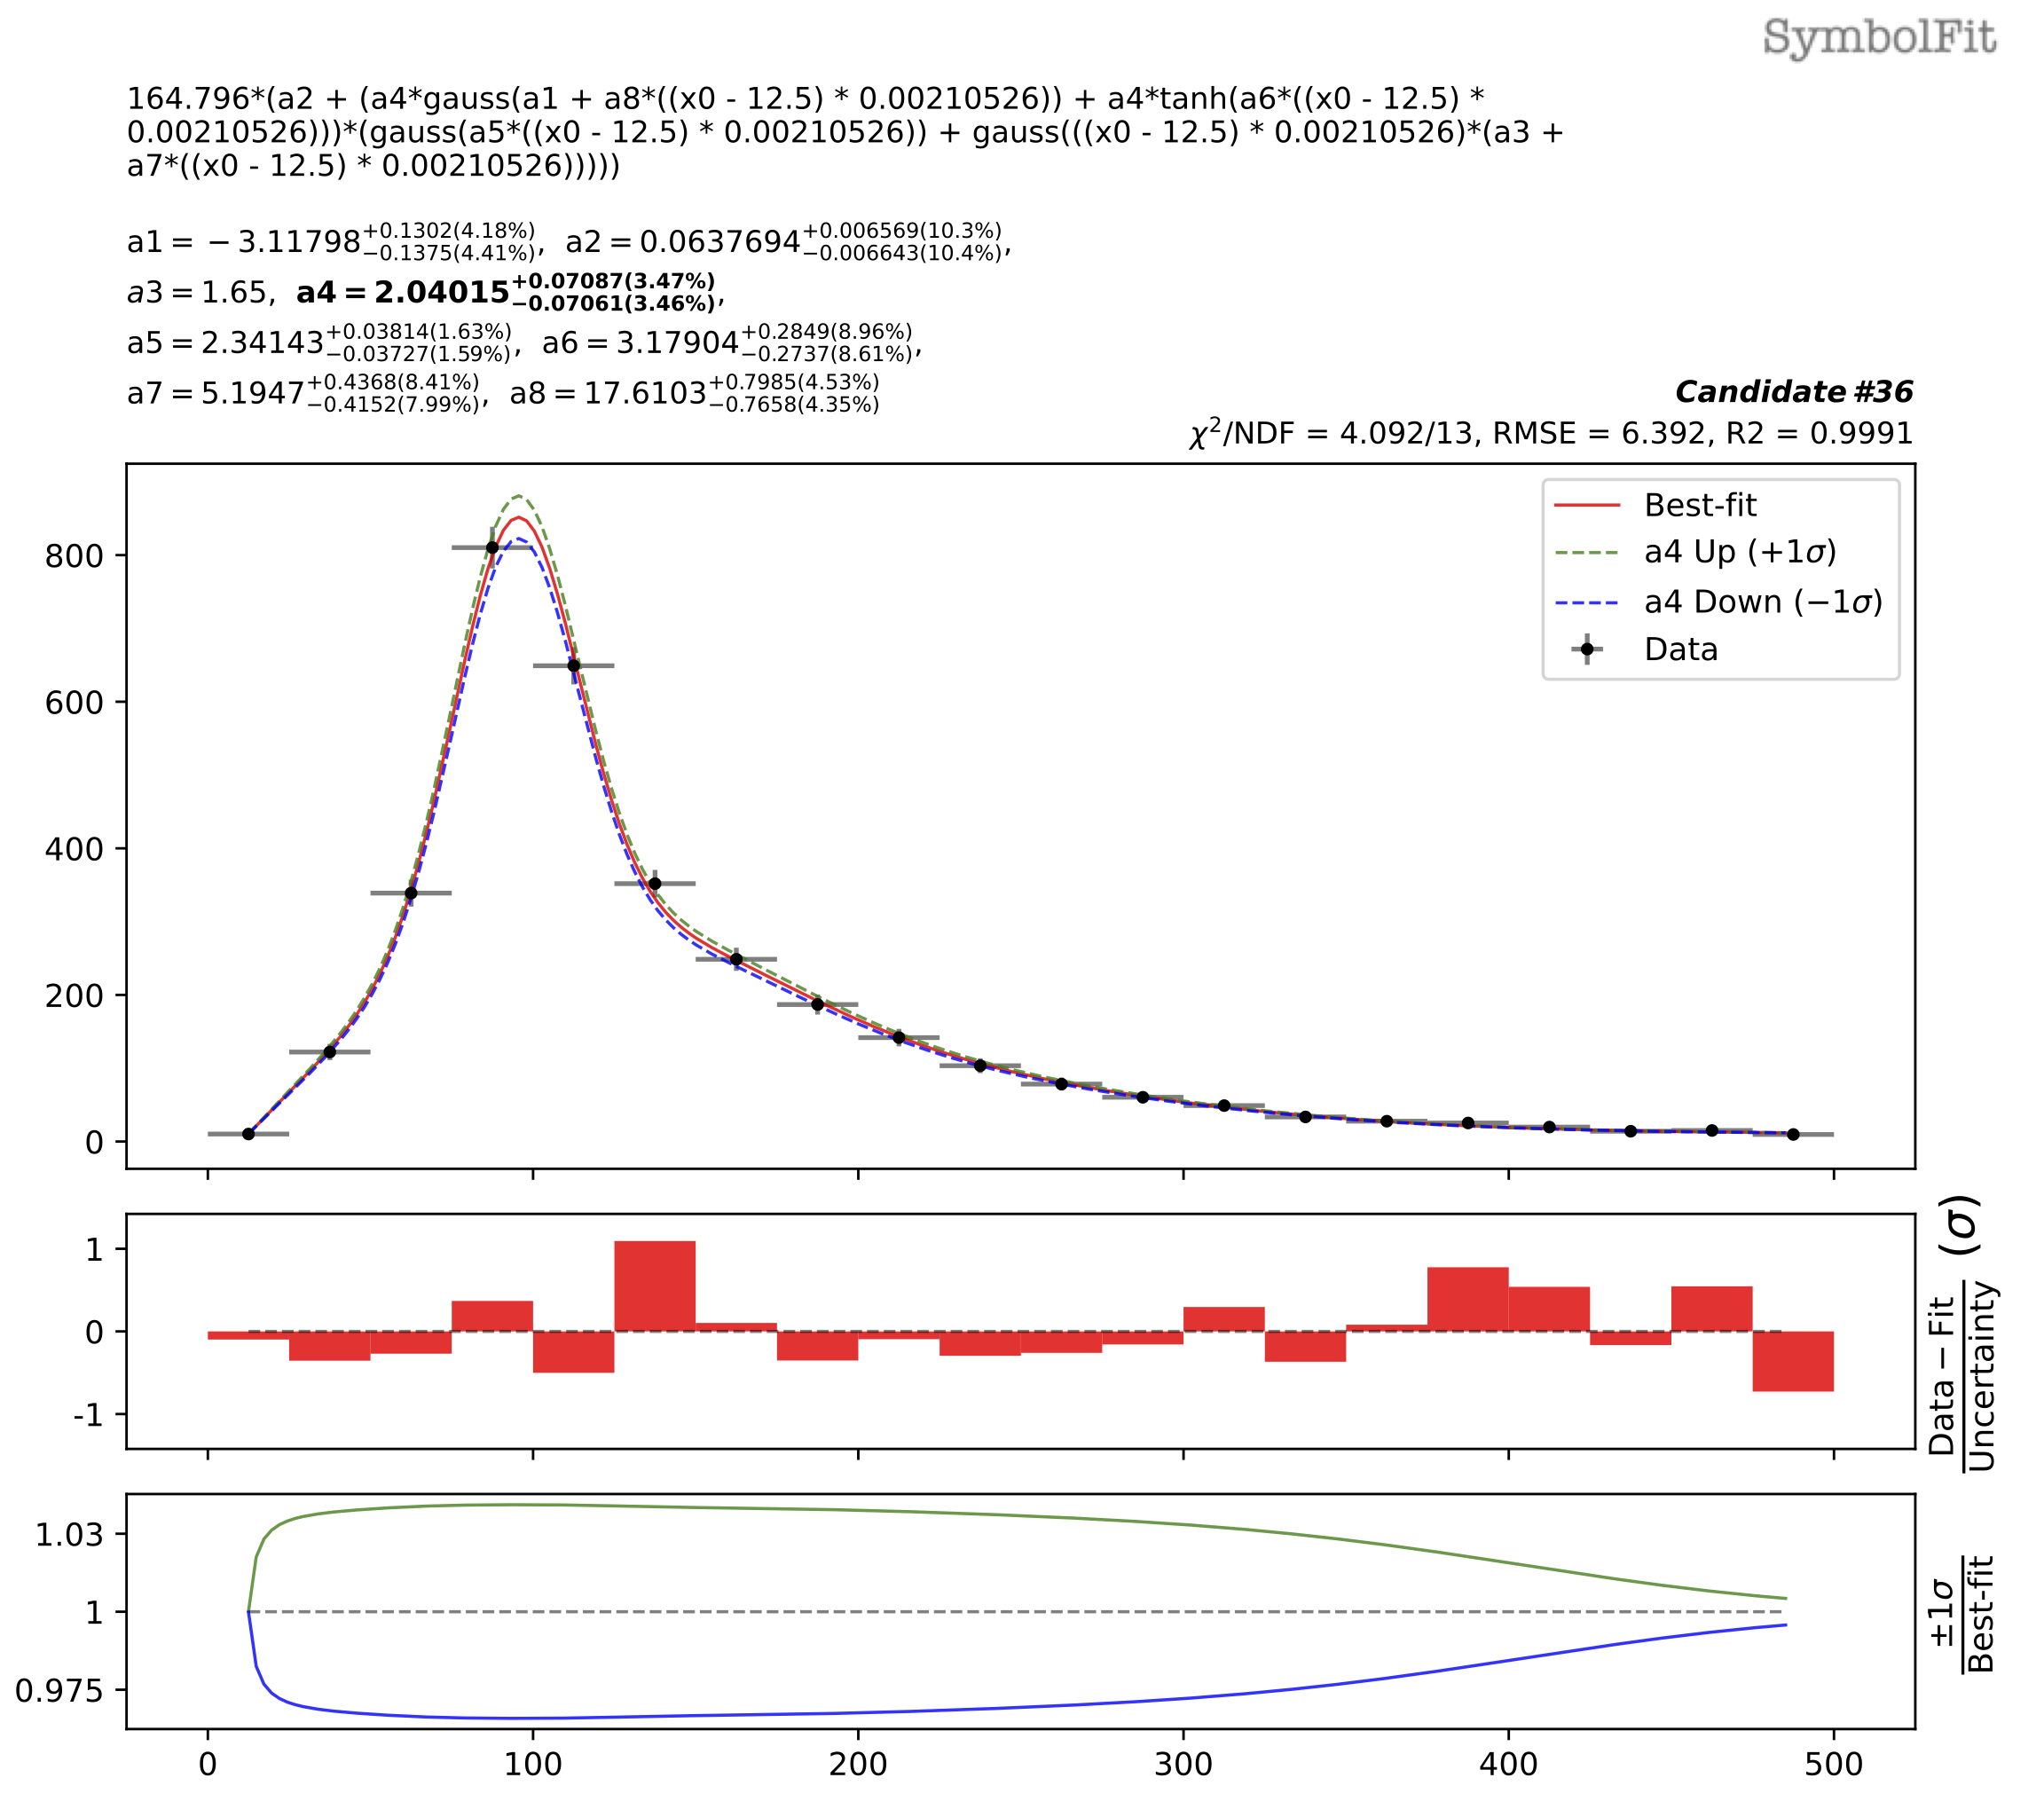 SymbolFit
164.796*(a2 + (a4*gauss(a1 + a8*((x0 - 12.5) * 0.00210526)) + a4*tanh(a6*((x0 - 12.5) *
0.00210526)))*(gauss(a5*((x0 - 12.5) * 0.00210526)) + gauss(((x0 - 12.5) * 0.00210526)*(a3 +
a7*((x0 - 12.5) * 0.00210526)))))
a1 = − 3.11798 +0.1302(4.18%) −0.1375(4.41%), a2 = 0.0637694 +0.006569(10.3%) −0.006643(10.4%),
a3 = 1.65, a4 = 2.04015 +0.07087(3.47%) −0.07061(3.46%),
a5 = 2.34143 +0.03814(1.63%) −0.03727(1.59%), a6 = 3.17904 +0.2849(8.96%) −0.2737(8.61%),
a7 = 5.1947 +0.4368(8.41%) −0.4152(7.99%), a8 = 17.6103 +0.7985(4.53%) −0.7658(4.35%)
Candidate #36
χ²/NDF = 4.092/13, RMSE = 6.392, R2 = 0.9991
Best-fit
a4 Up (+1σ)
a4 Down (−1σ)
Data
800
600
400
200
0
1
0
-1
Data − Fit
Uncertainty
(σ)
1.03
1
0.975
±1σ
Best-fit
0 100 200 300 400 500